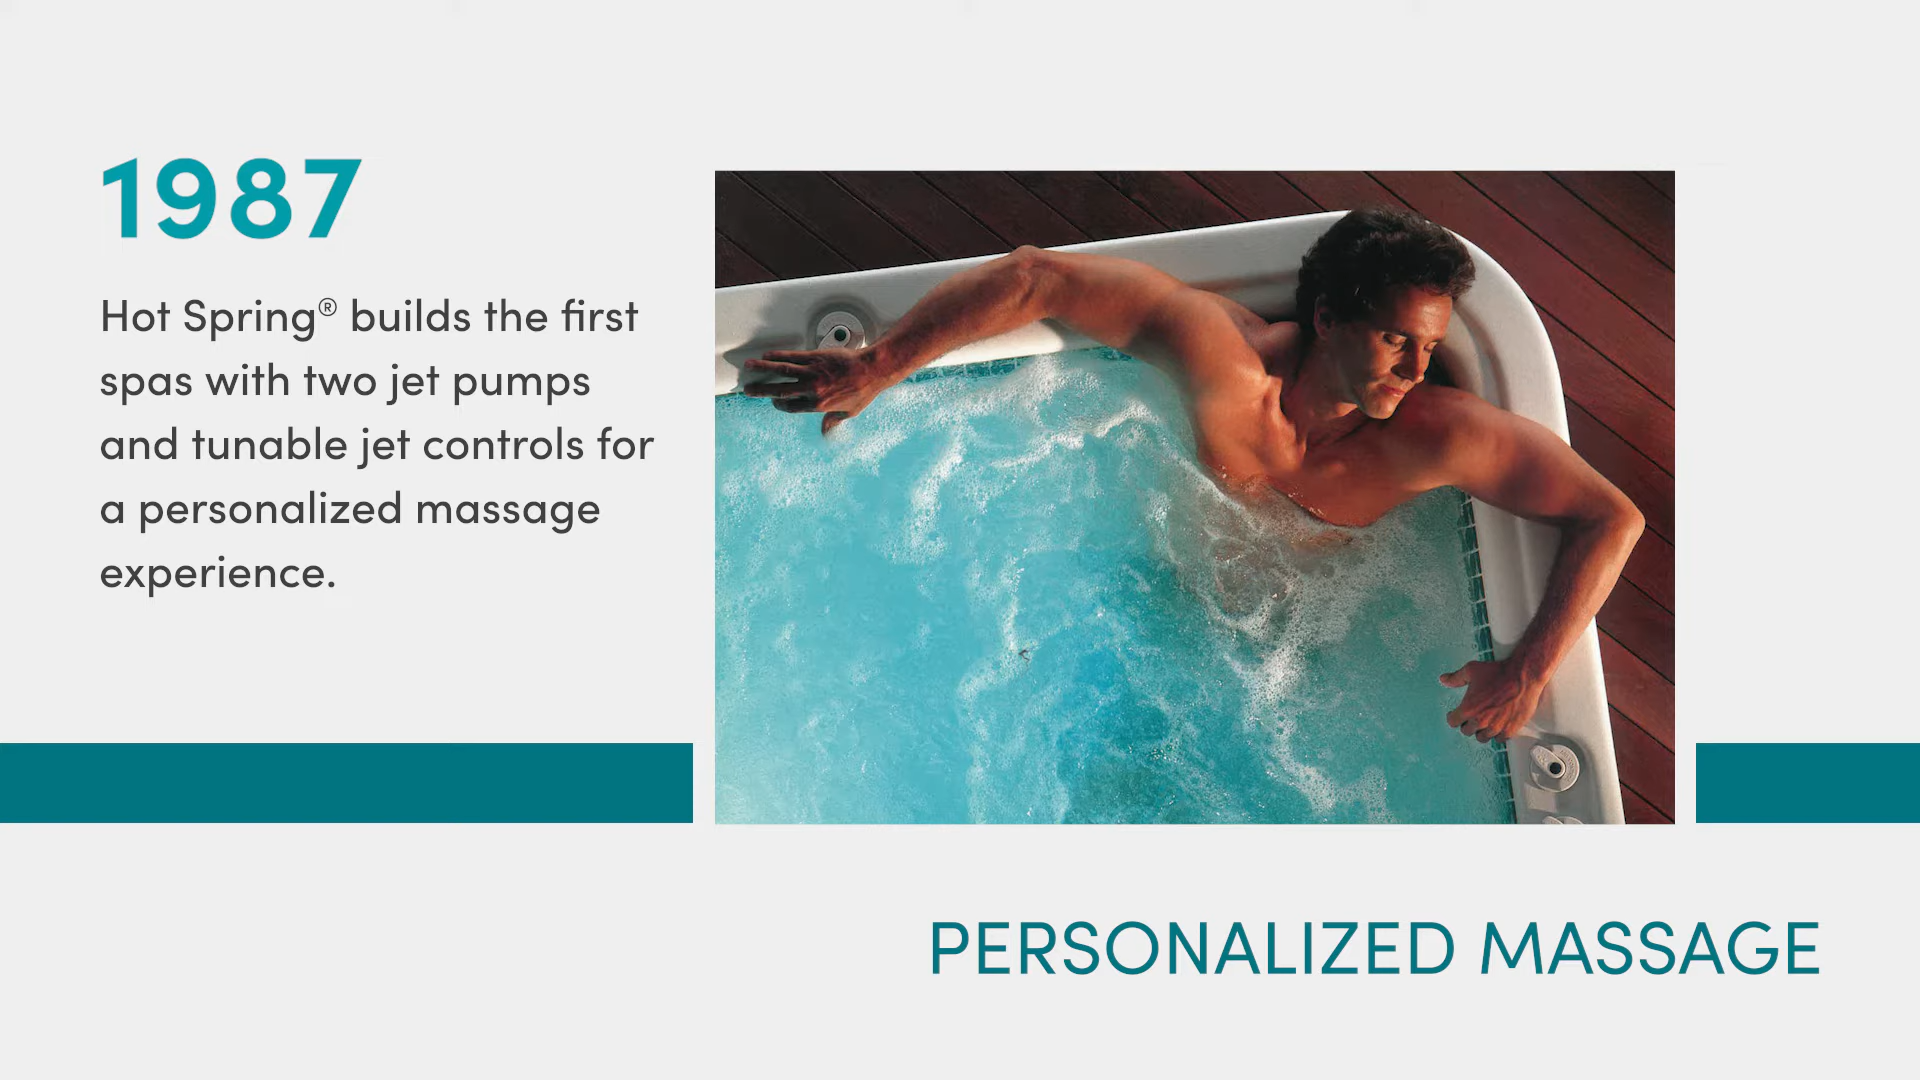 1987
Hot Spring® builds the first
spas with two jet pumps
and tunable jet controls for
a personalized massage
experience.
PERSONALIZED MASSAGE